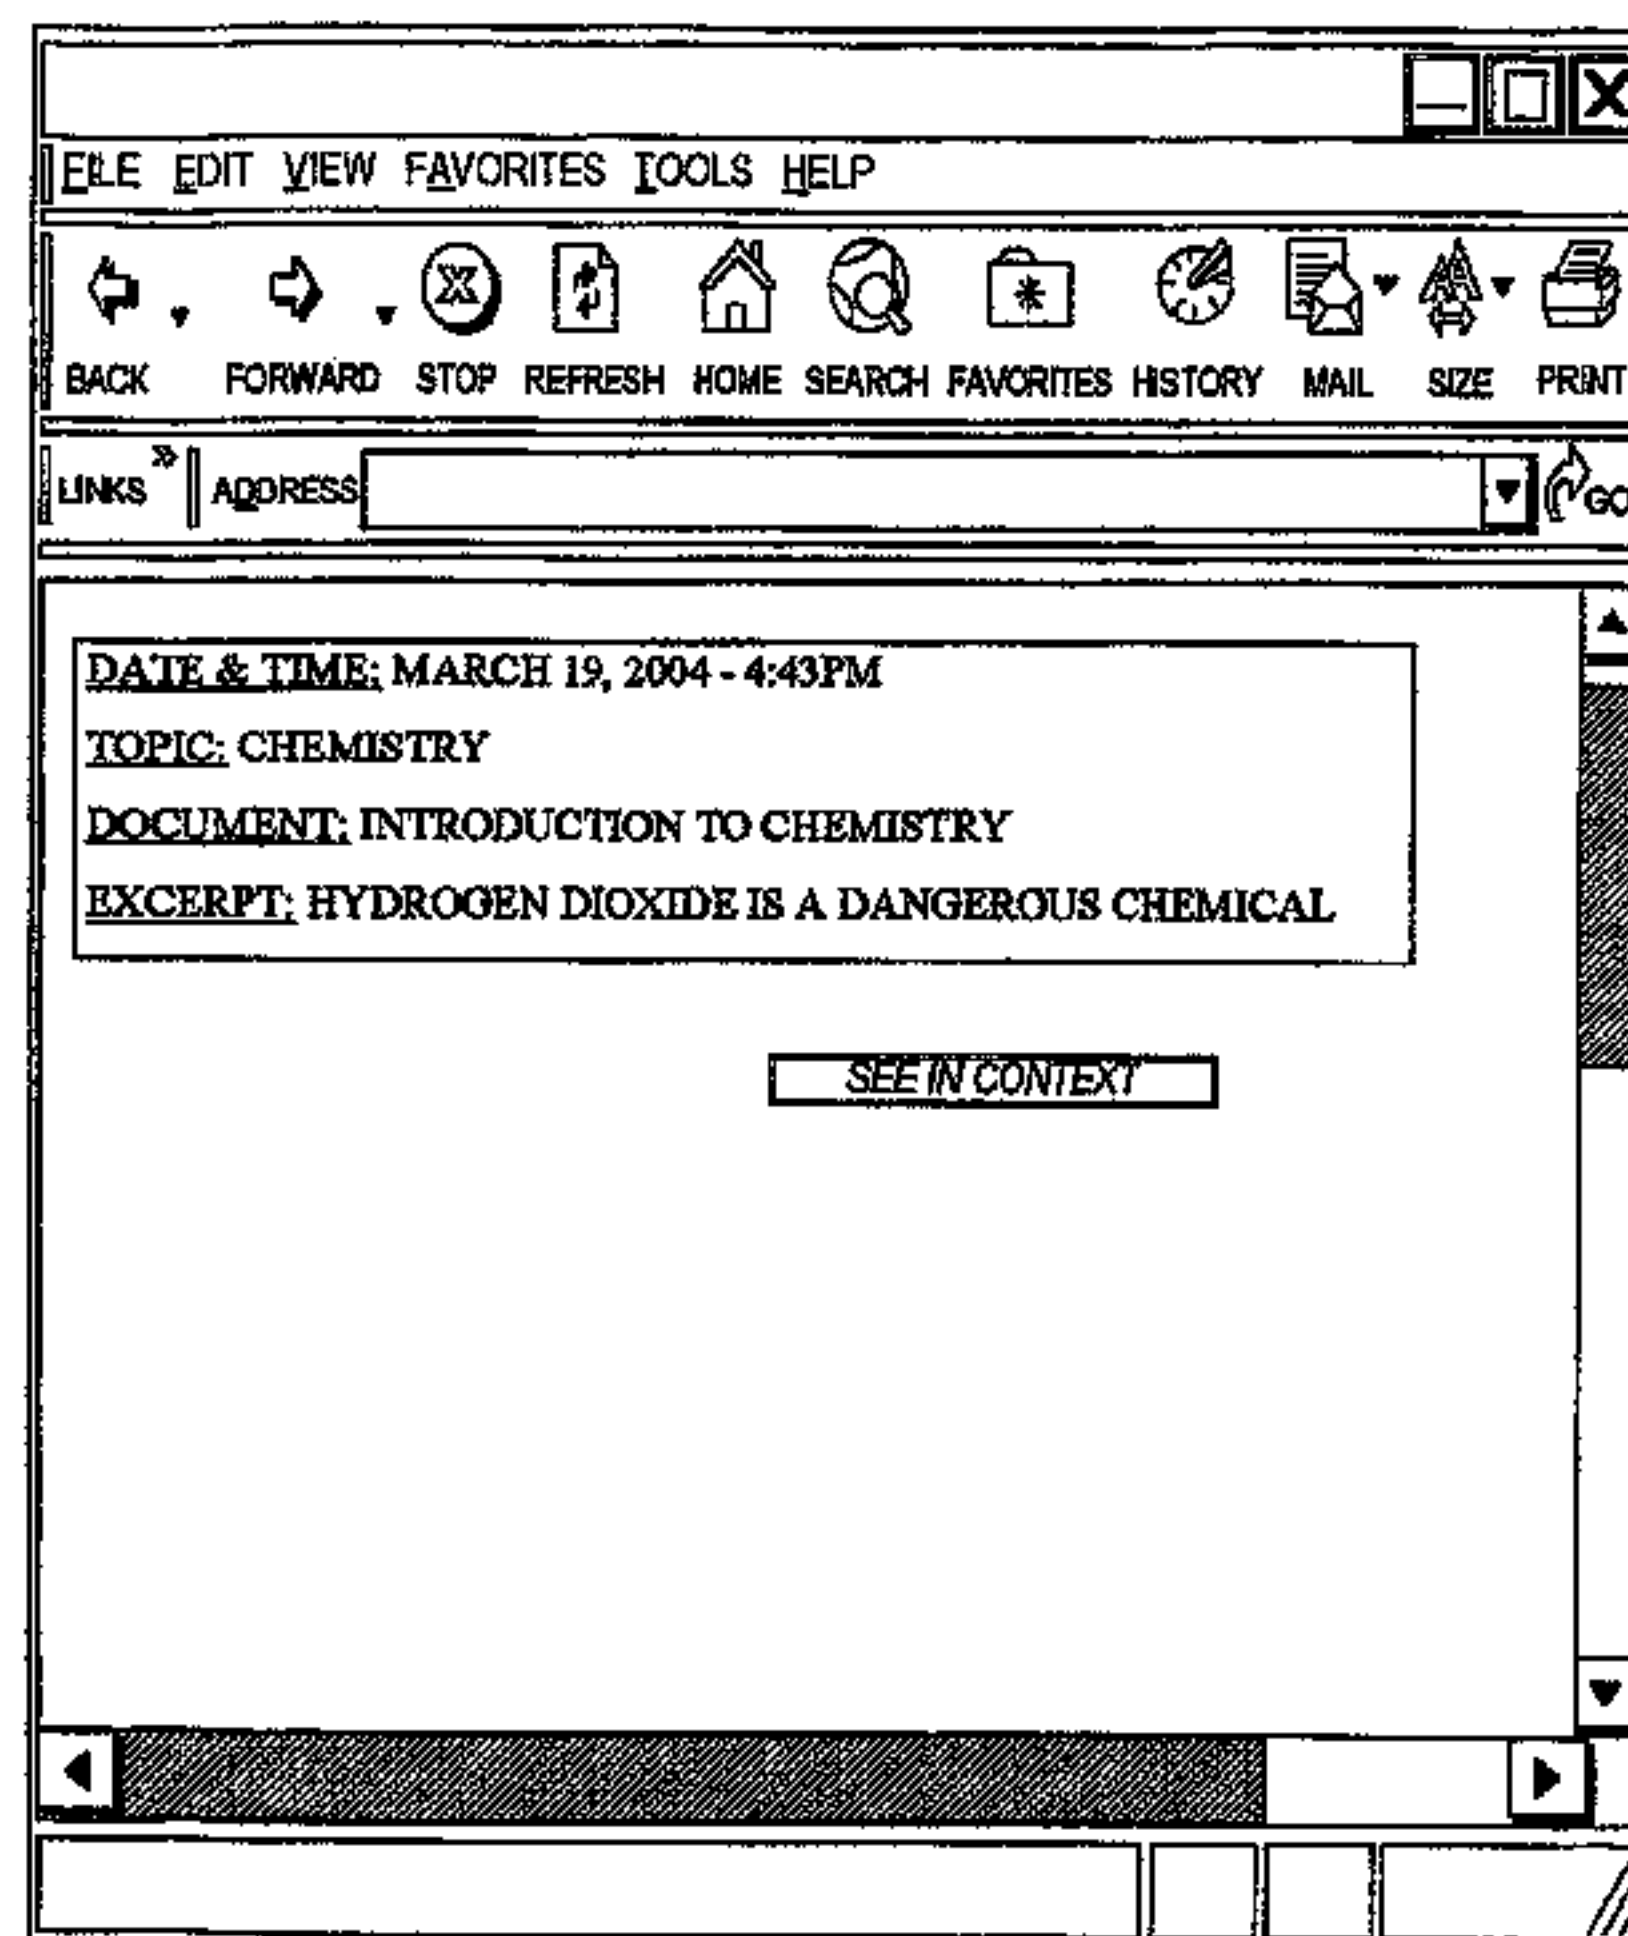 FILE EDIT VIEW FAVORITES TOOLS HELP
BACK FORWARD STOP REFRESH HOME SEARCH FAVORITES HISTORY MAIL SIZE PRINT
LINKS » ADDRESS GO
DATE & TIME: MARCH 19, 2004 - 4:43PM
TOPIC: CHEMISTRY
DOCUMENT: INTRODUCTION TO CHEMISTRY
EXCERPT: HYDROGEN DIOXIDE IS A DANGEROUS CHEMICAL
SEE IN CONTEXT